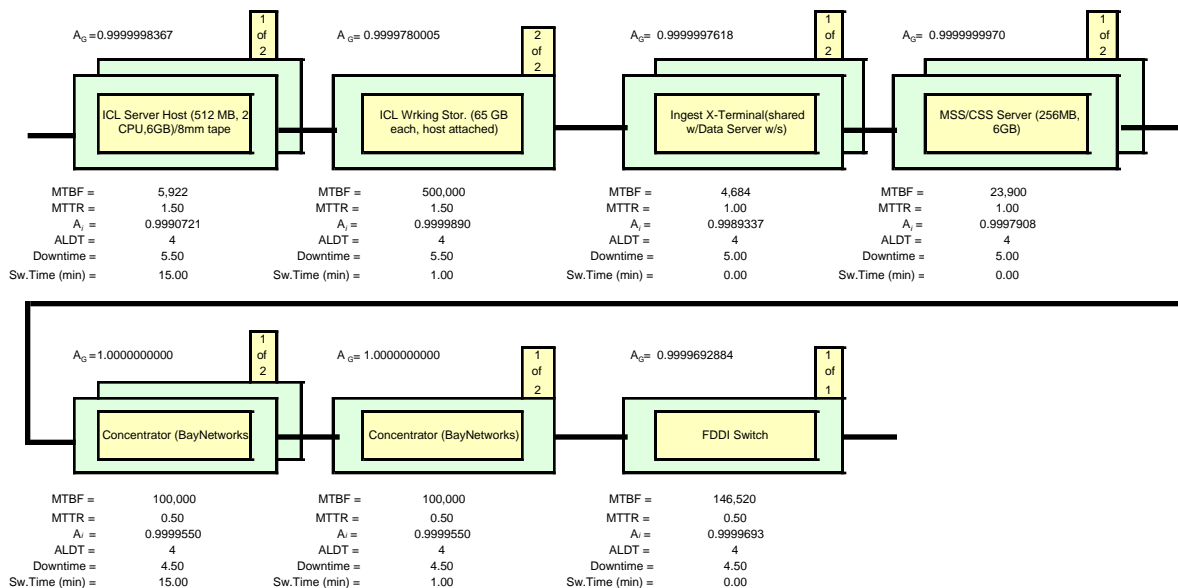 A_G =0.9999998367
1
of
2
A_G= 0.9999780005
2
of
2
A_G= 0.9999997618
1
of
2
A_G= 0.9999999970
1
of
2
ICL Server Host (512 MB, 2
CPU,6GB)/8mm tape
ICL Wrking Stor. (65 GB
each, host attached)
Ingest X-Terminal(shared
w/Data Server w/s)
MSS/CSS Server (256MB,
6GB)
MTBF = 5,922 MTBF = 500,000 MTBF = 4,684 MTBF = 23,900
MTTR = 1.50 MTTR = 1.50 MTTR = 1.00 MTTR = 1.00
A_i = 0.9990721 A_i = 0.9999890 A_i = 0.9989337 A_i = 0.9997908
ALDT = 4 ALDT = 4 ALDT = 4 ALDT = 4
Downtime = 5.50 Downtime = 5.50 Downtime = 5.00 Downtime = 5.00
Sw.Time (min) = 15.00 Sw.Time (min) = 1.00 Sw.Time (min) = 0.00 Sw.Time (min) = 0.00
A_G =1.0000000000
1
of
2
A_G= 1.0000000000
1
of
2
A_G= 0.9999692884
1
of
1
Concentrator (BayNetworks
Concentrator (BayNetworks)
FDDI Switch
MTBF = 100,000 MTBF = 100,000 MTBF = 146,520
MTTR = 0.50 MTTR = 0.50 MTTR = 0.50
A_i = 0.9999550 A_i = 0.9999550 A_i = 0.9999693
ALDT = 4 ALDT = 4 ALDT = 4
Downtime = 4.50 Downtime = 4.50 Downtime = 4.50
Sw.Time (min) = 15.00 Sw.Time (min) = 1.00 Sw.Time (min) = 0.00